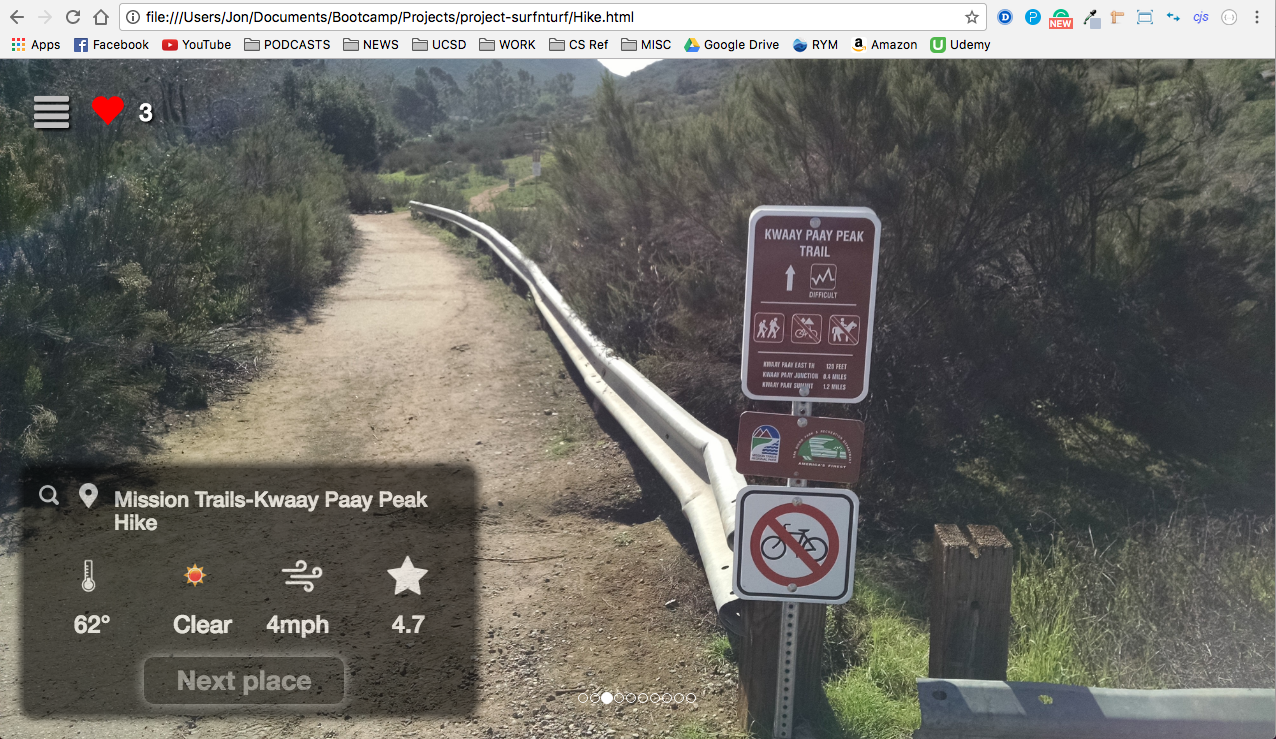 file:///Users/Jon/Documents/Bootcamp/Projects/project-surfnturf/Hike.html
Apps Facebook YouTube PODCASTS NEWS UCSD WORK CS Ref MISC Google Drive RYM Amazon Udemy
NEW
cjs
3
KWAAY PAAY PEAK
TRAIL
DIFFICULT
KWAAY PAAY EAST TR 120 FEET
KWAAY PAAY JUNCTION 0.4 MILES
KWAAY PAAY SUMMIT 1.2 MILES
AMERICA'S FINEST
Mission Trails-Kwaay Paay Peak
Hike
62° Clear 4mph 4.7
Next place